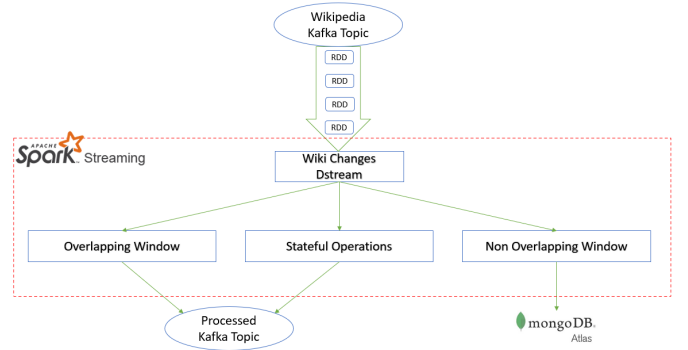 Wikipedia
Kafka Topic
RDD
RDD
RDD
RDD
APACHE
Spark Streaming
Wiki Changes
Dstream
Overlapping Window
Stateful Operations
Non Overlapping Window
Processed
Kafka Topic
mongoDB.
Atlas